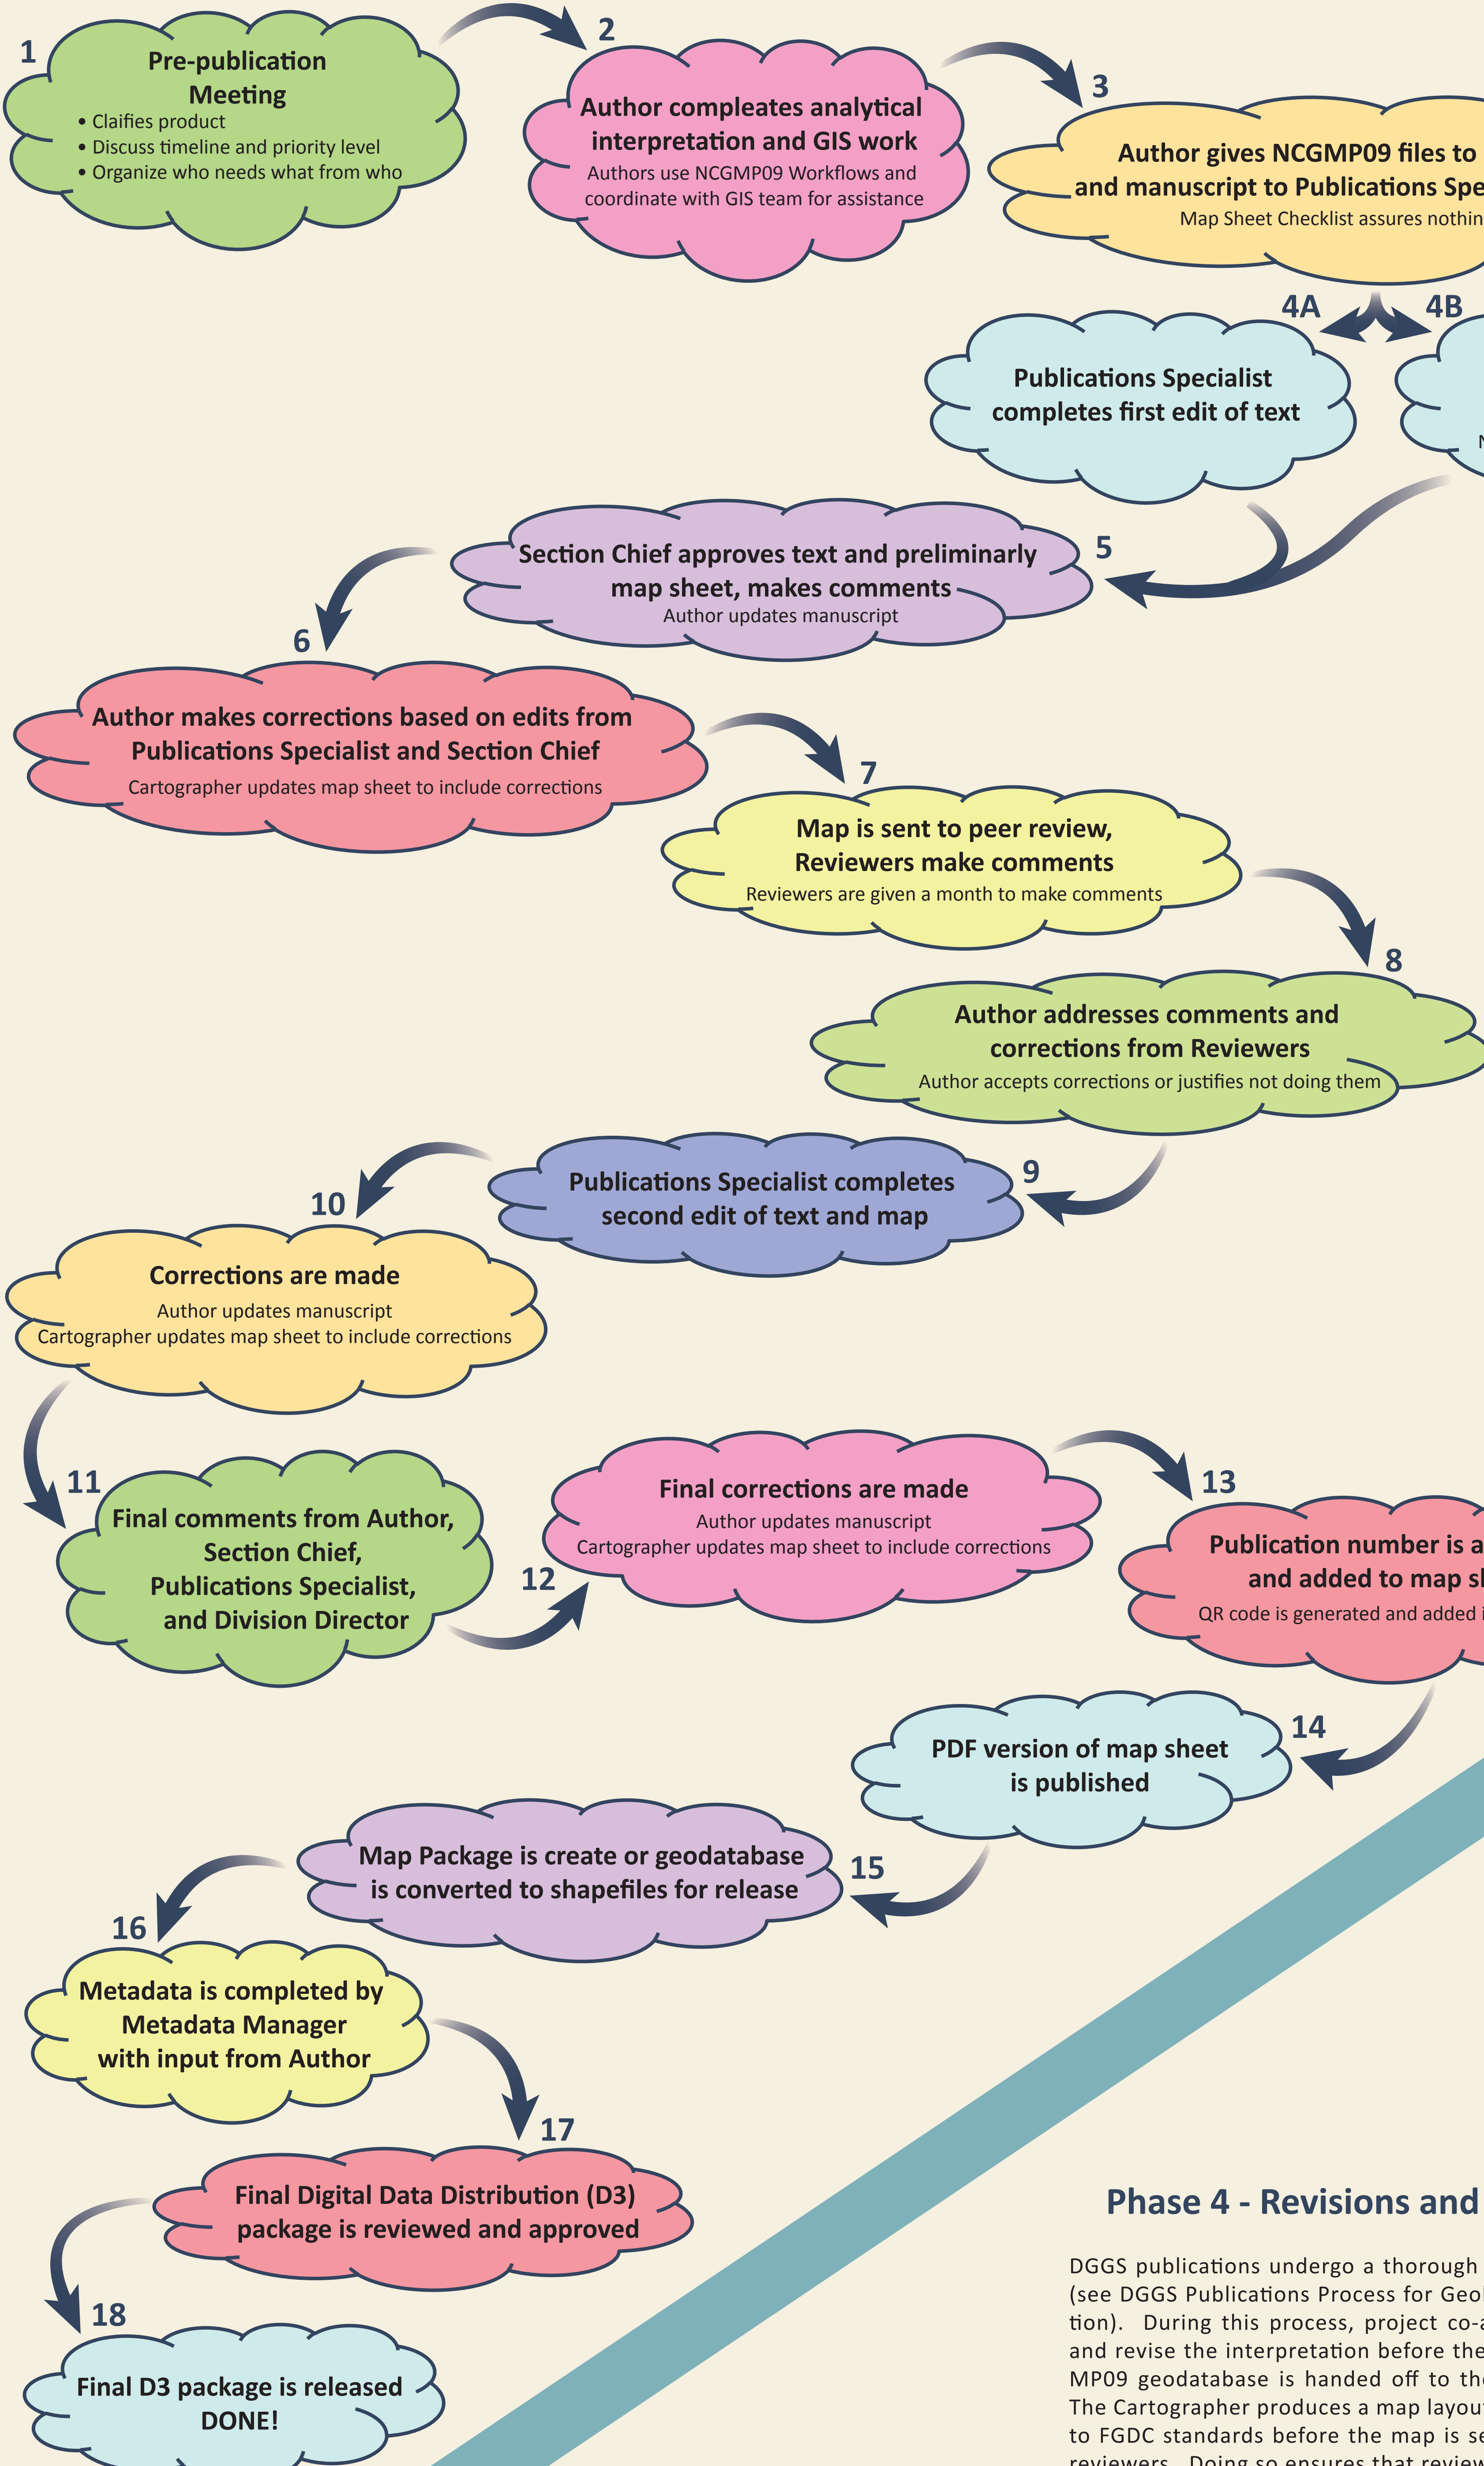 1
Pre-publication
Meeting
• Claifies product
• Discuss timeline and priority level
• Organize who needs what from who
2
Author compleates analytical
interpretation and GIS work
Authors use NCGMP09 Workflows and
coordinate with GIS team for assistance
3
Author gives NCGMP09 files to
and manuscript to Publications Spe
Map Sheet Checklist assures nothin
4A
4B
Publications Specialist
completes first edit of text
5
Section Chief approves text and preliminarly
map sheet, makes comments
Author updates manuscript
6
Author makes corrections based on edits from
Publications Specialist and Section Chief
Cartographer updates map sheet to include corrections
7
Map is sent to peer review,
Reviewers make comments
Reviewers are given a month to make comments
8
Author addresses comments and
corrections from Reviewers
Author accepts corrections or justifies not doing them
9
Publications Specialist completes
second edit of text and map
10
Corrections are made
Author updates manuscript
Cartographer updates map sheet to include corrections
11
Final comments from Author,
Section Chief,
Publications Specialist,
and Division Director
12
Final corrections are made
Author updates manuscript
Cartographer updates map sheet to include corrections
13
Publication number is a
and added to map s
QR code is generated and added i
14
PDF version of map sheet
is published
15
Map Package is create or geodatabase
is converted to shapefiles for release
16
Metadata is completed by
Metadata Manager
with input from Author
17
Final Digital Data Distribution (D3)
package is reviewed and approved
18
Final D3 package is released
DONE!
Phase 4 - Revisions and
DGGS publications undergo a thorough
(see DGGS Publications Process for Geol
tion). During this process, project co-a
and revise the interpretation before the
MP09 geodatabase is handed off to the
The Cartographer produces a map layout
to FGDC standards before the map is se
reviewers. Doing so ensures that review